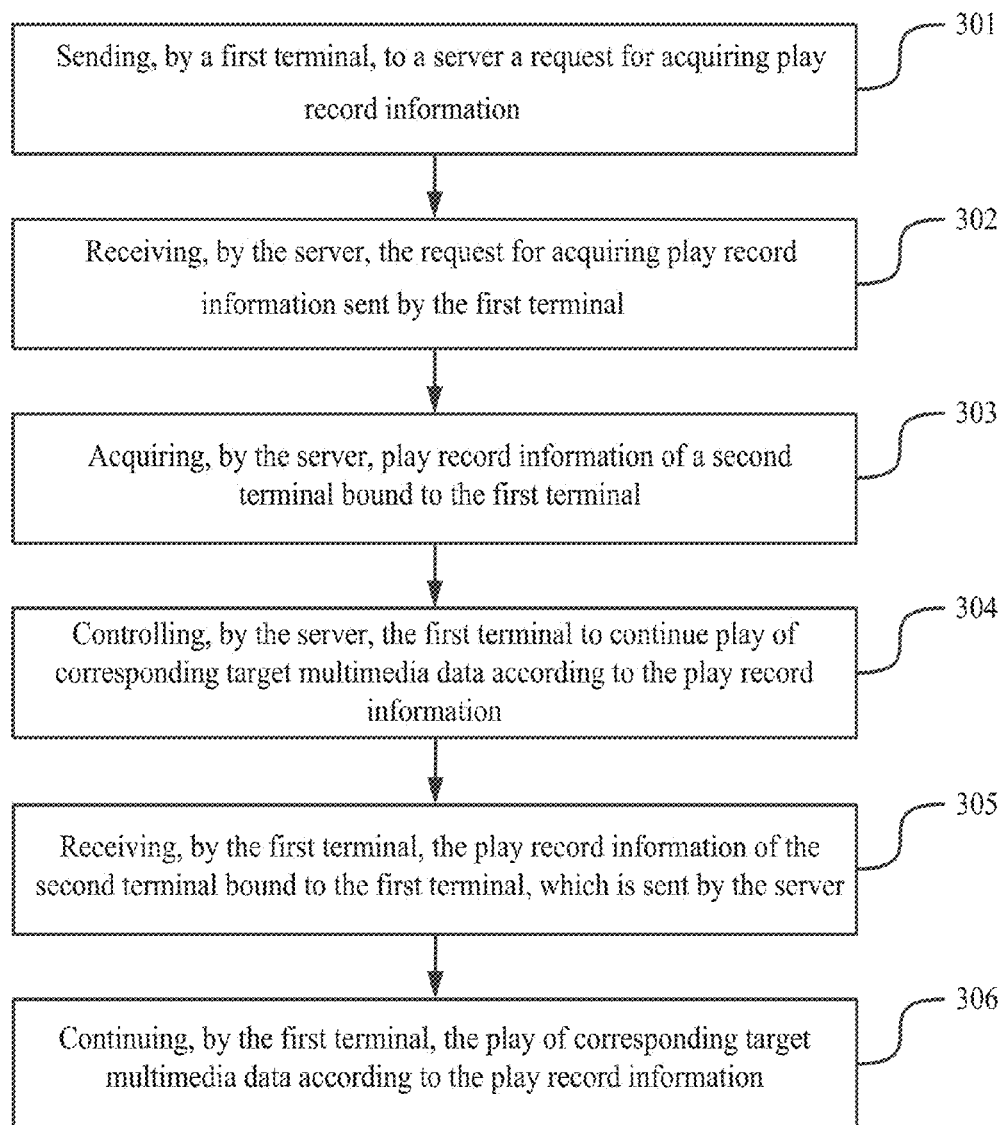 301
Sending, by a first terminal, to a server a request for acquiring play
record information
302
Receiving, by the server, the request for acquiring play record
information sent by the first terminal
303
Acquiring, by the server, play record information of a second
terminal bound to the first terminal
304
Controlling, by the server, the first terminal to continue play of
corresponding target multimedia data according to the play record
information
305
Receiving, by the first terminal, the play record information of the
second terminal bound to the first terminal, which is sent by the server
306
Continuing, by the first terminal, the play of corresponding target
multimedia data according to the play record information